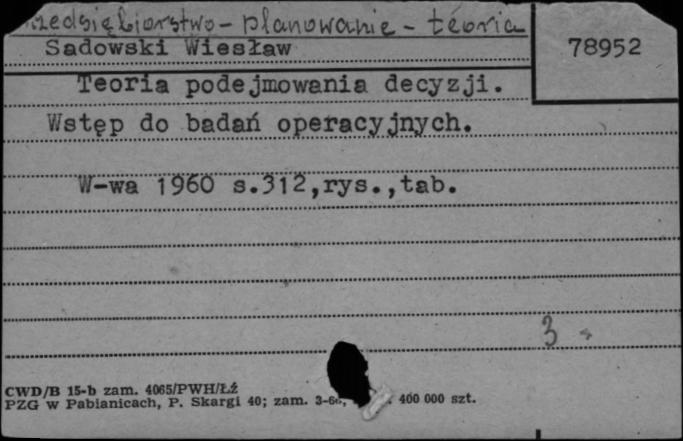 przedsiębiorstwo - planowanie - teoria
Sadowski Wiesław
78952
Teoria podejmowania decyzji.
Wstęp do badań operacyjnych.
W-wa 1960 s.312,rys.,tab.
3
CWD/B 15-b zam. 4065/PWH/Łź
PZG w Pabianicach, P. Skargi 40; zam. 400 000 szt.